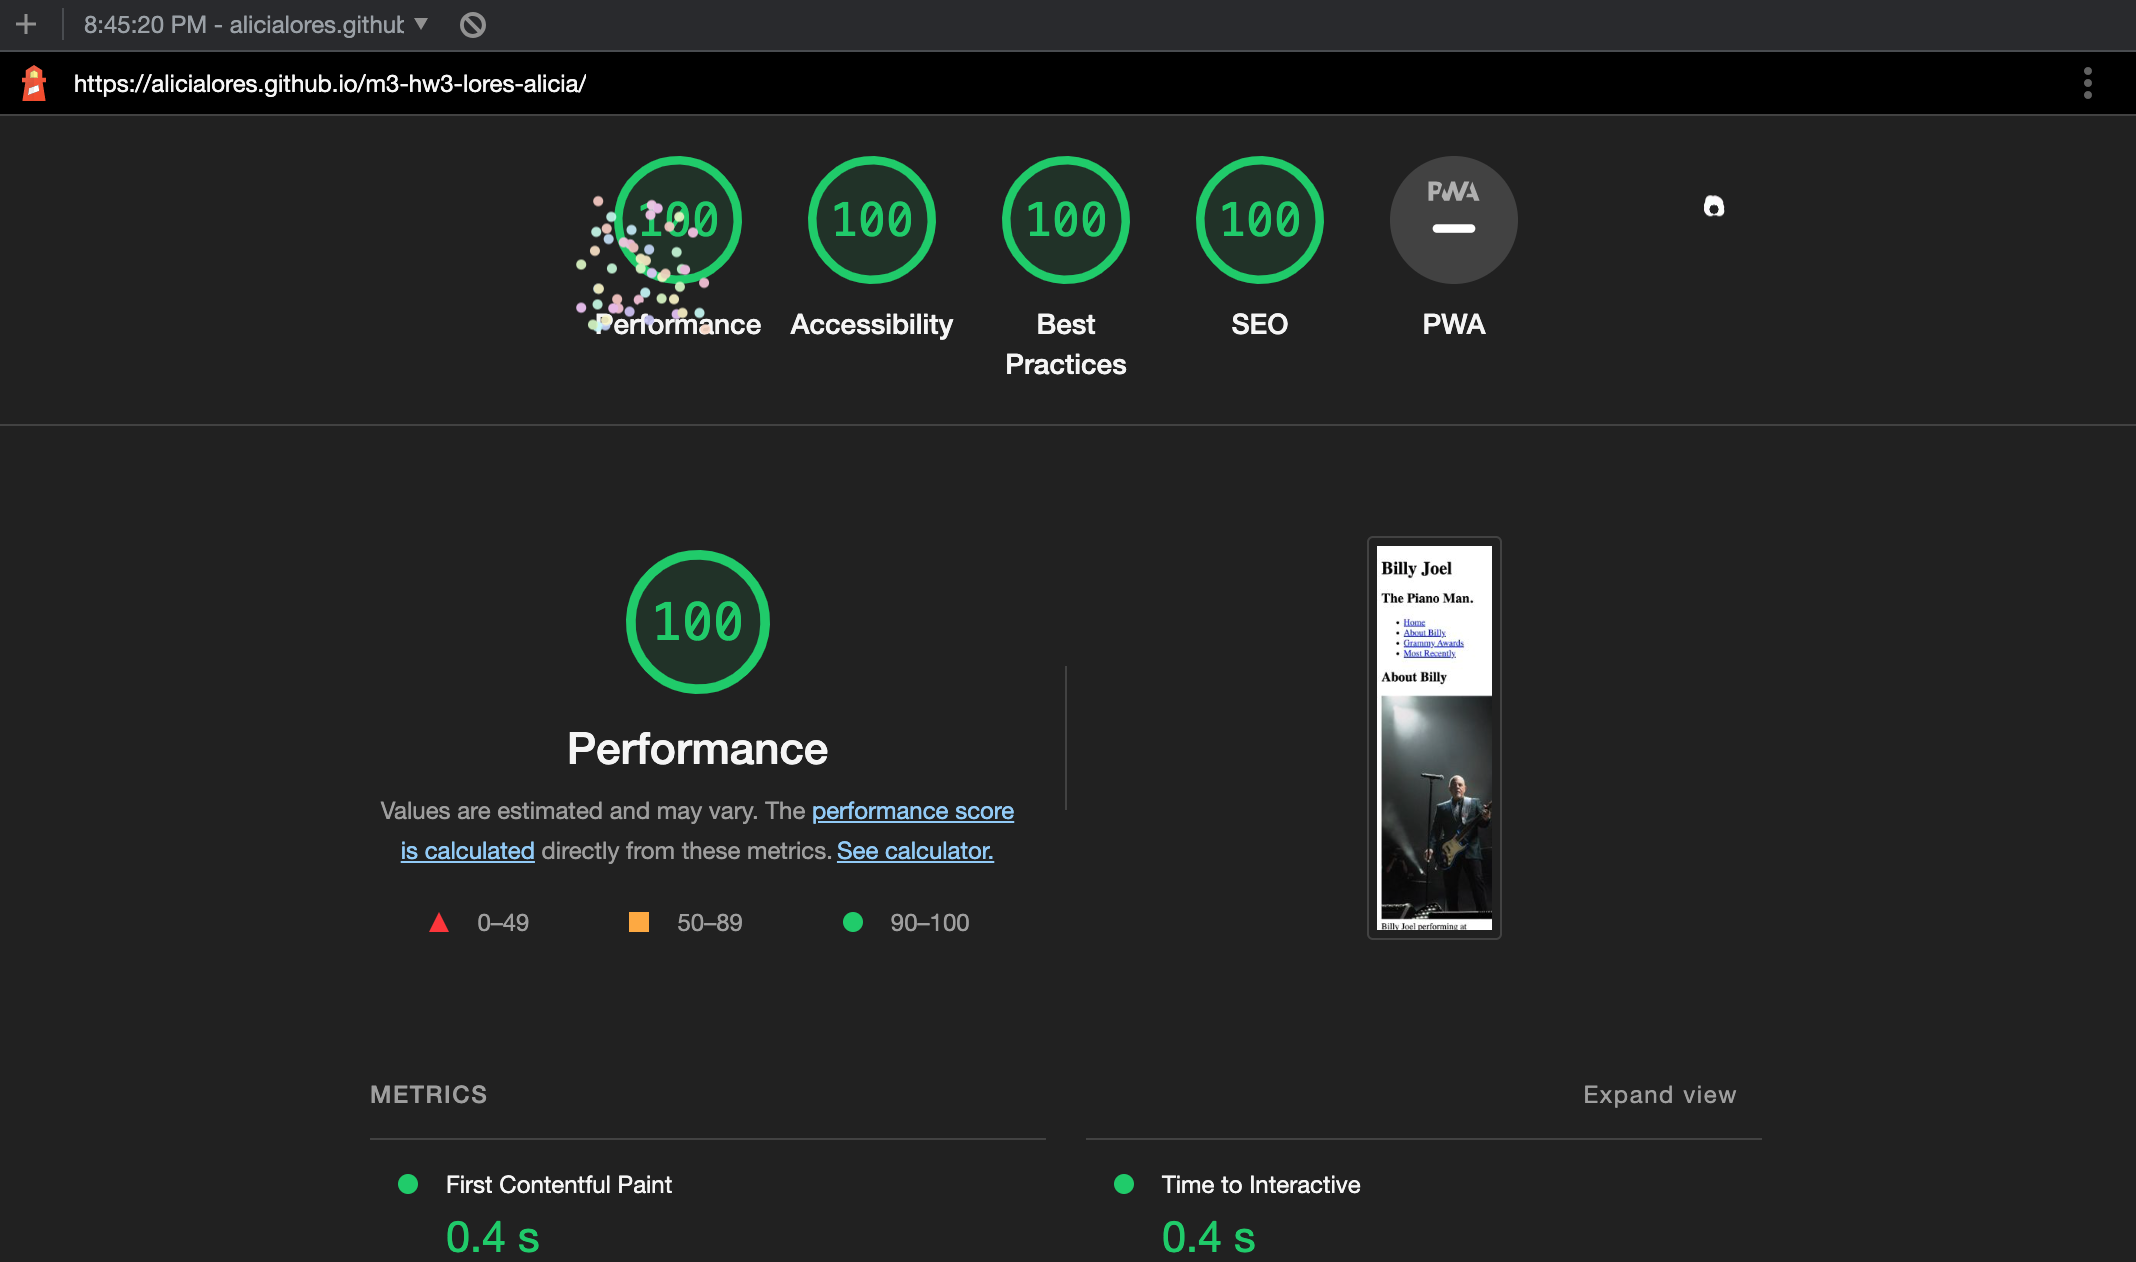 8:45:20 PM - alicialores.github
https://alicialores.github.io/m3-hw3-lores-alicia/
100
100
100
100
PWA
Performance
Accessibility
Best
Practices
SEO
PWA
100
Performance
Values are estimated and may vary. The performance score
is calculated directly from these metrics. See calculator.
0–49
50–89
90–100
Billy Joel
The Piano Man.
Home
About Billy
Grammy Awards
Most Recently
About Billy
Billy Joel performing at
METRICS
Expand view
First Contentful Paint
0.4 s
Time to Interactive
0.4 s